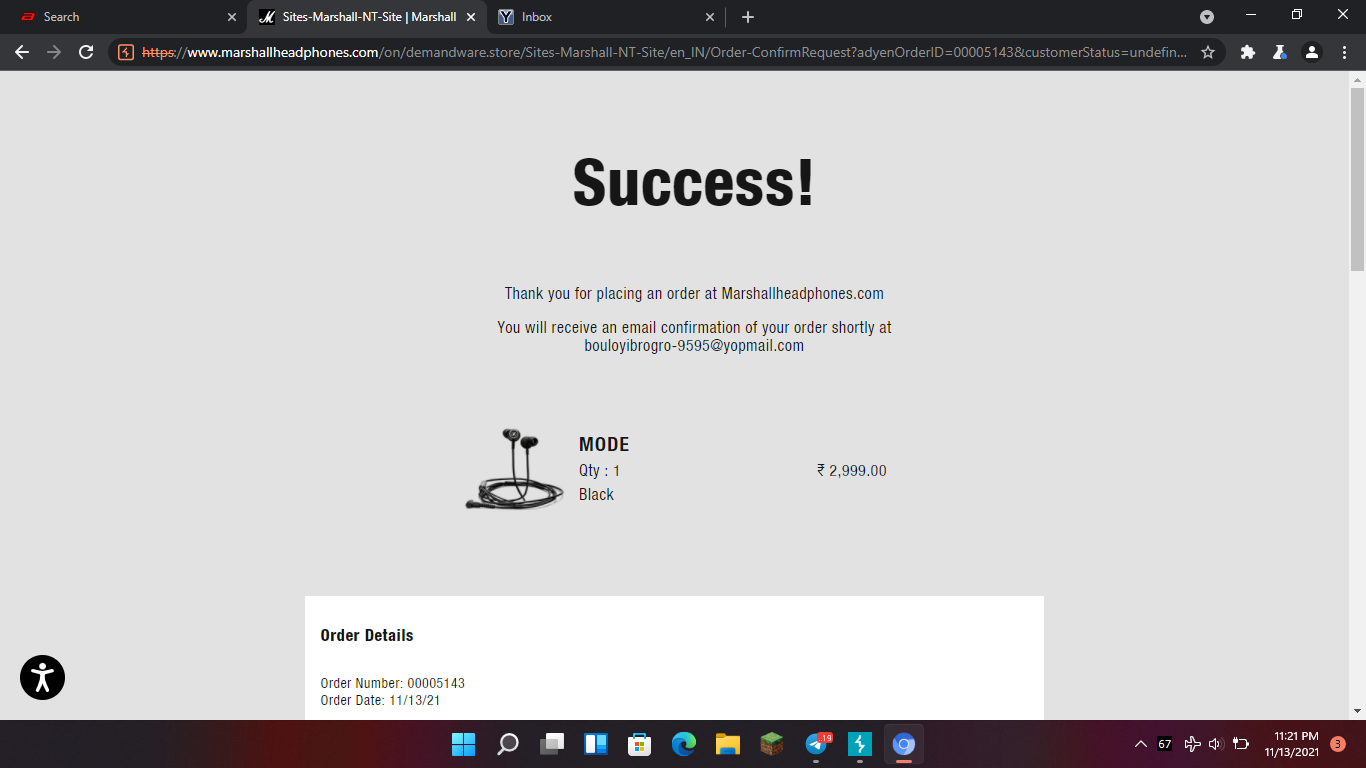 Search
Sites-Marshall-NT-Site | Marshall
Inbox
https://www.marshallheadphones.com/on/demandware.store/Sites-Marshall-NT-Site/en_IN/Order-ConfirmRequest?adyenOrderID=00005143&customerStatus=undefin...
Success!
Thank you for placing an order at Marshallheadphones.com
You will receive an email confirmation of your order shortly at
bouloyibrogro-9595@yopmail.com
MODE
Qty : 1
₹ 2,999.00
Black
Order Details
Order Number: 00005143
Order Date: 11/13/21
19
67
11:21 PM
11/13/2021
3